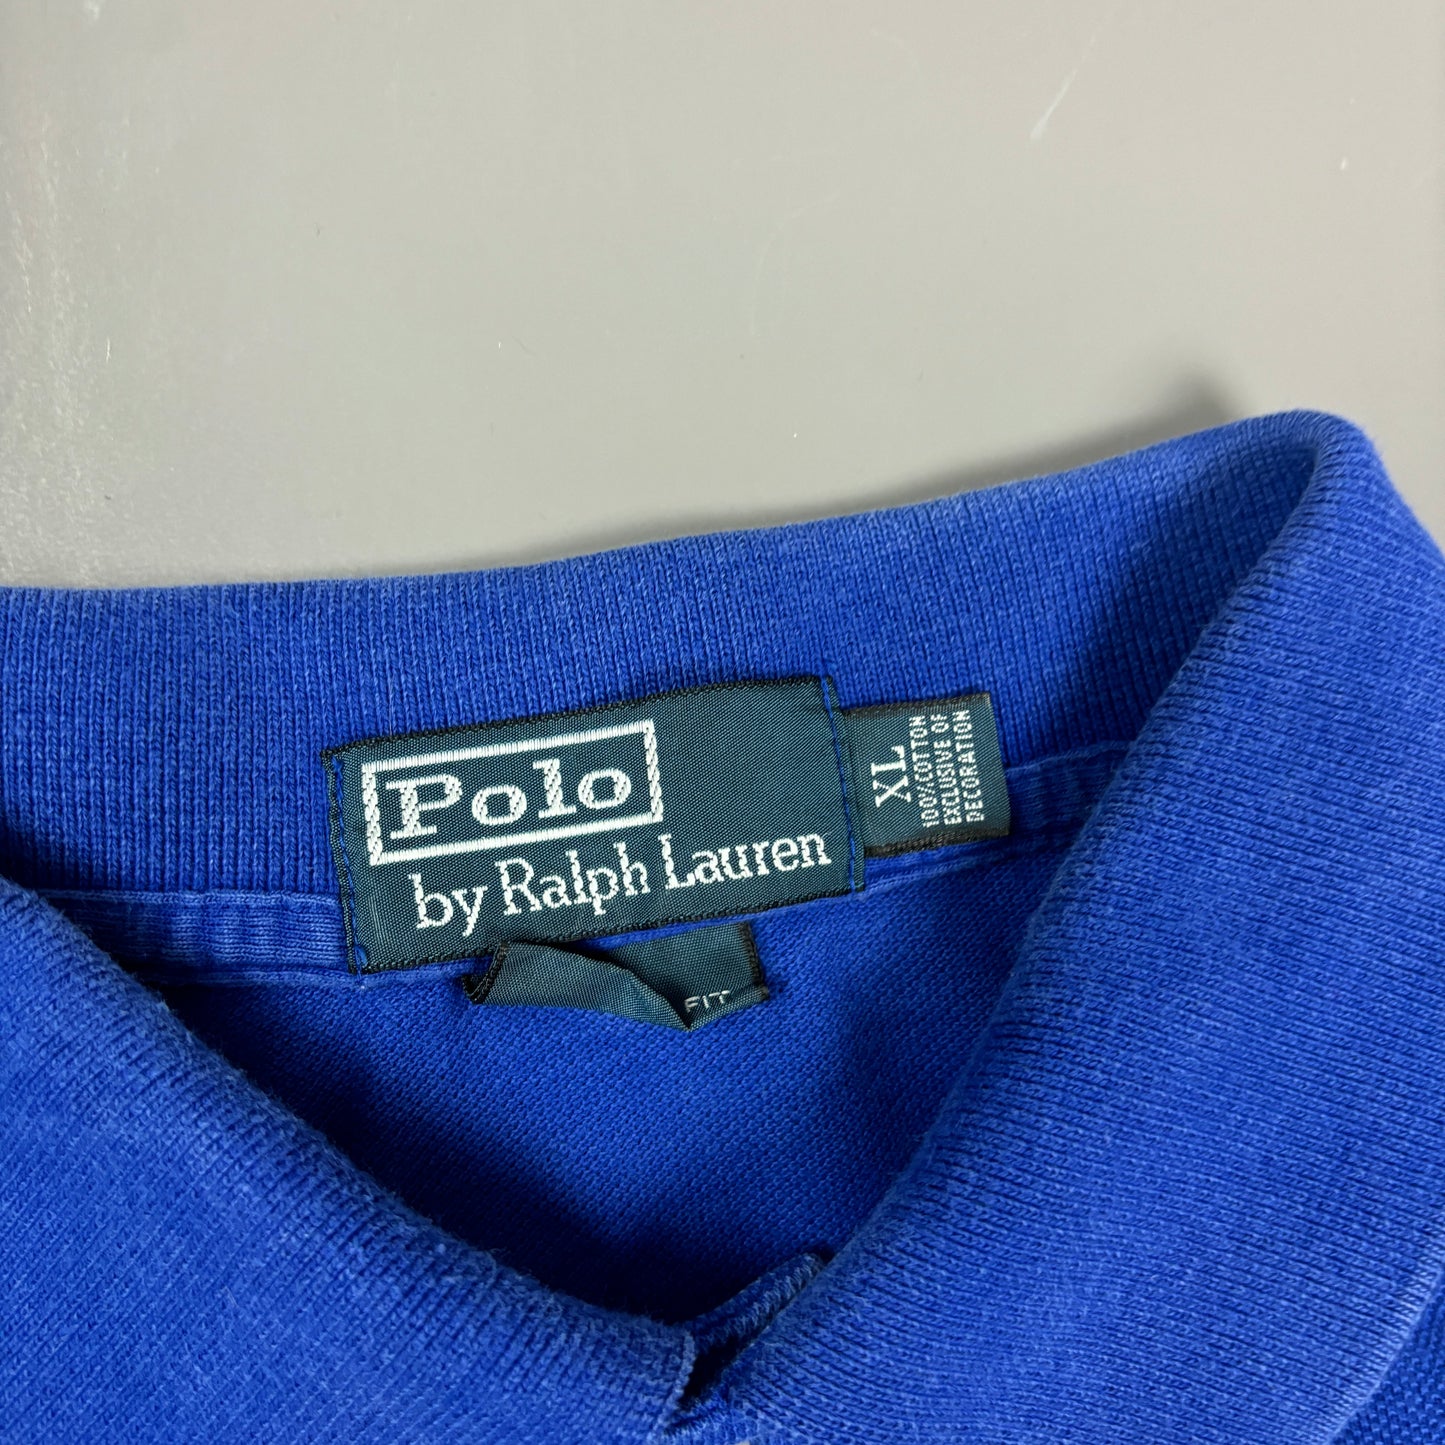 Polo
by Ralph Lauren
XL
100% COTTON
EXCLUSIVE OF
DECORATION
FIT